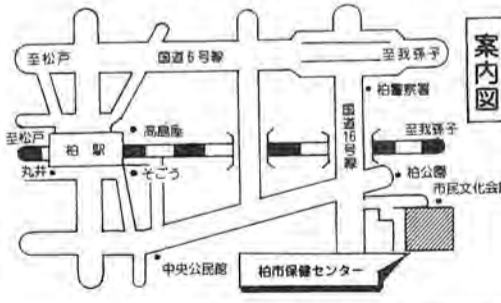 案内図
至松戸
国道6号線
至我孫子
柏警察署
至松戸
柏駅
高島屋
国道16号線
至我孫子
丸井
そごう
柏公園
市民文化会
中央公民館
柏市保健センター